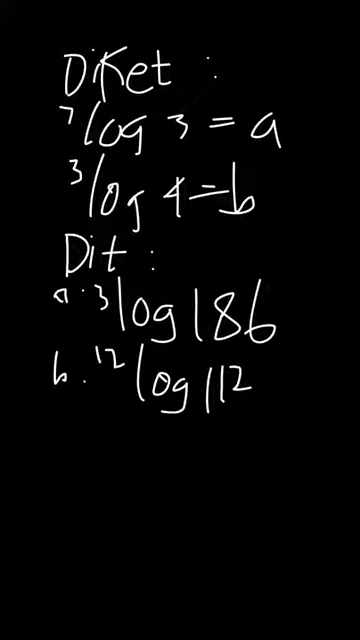 Diket :
⁷log 3 = a
³log 4 = b
Dit :
a. ³log 186
b. ¹²log 112